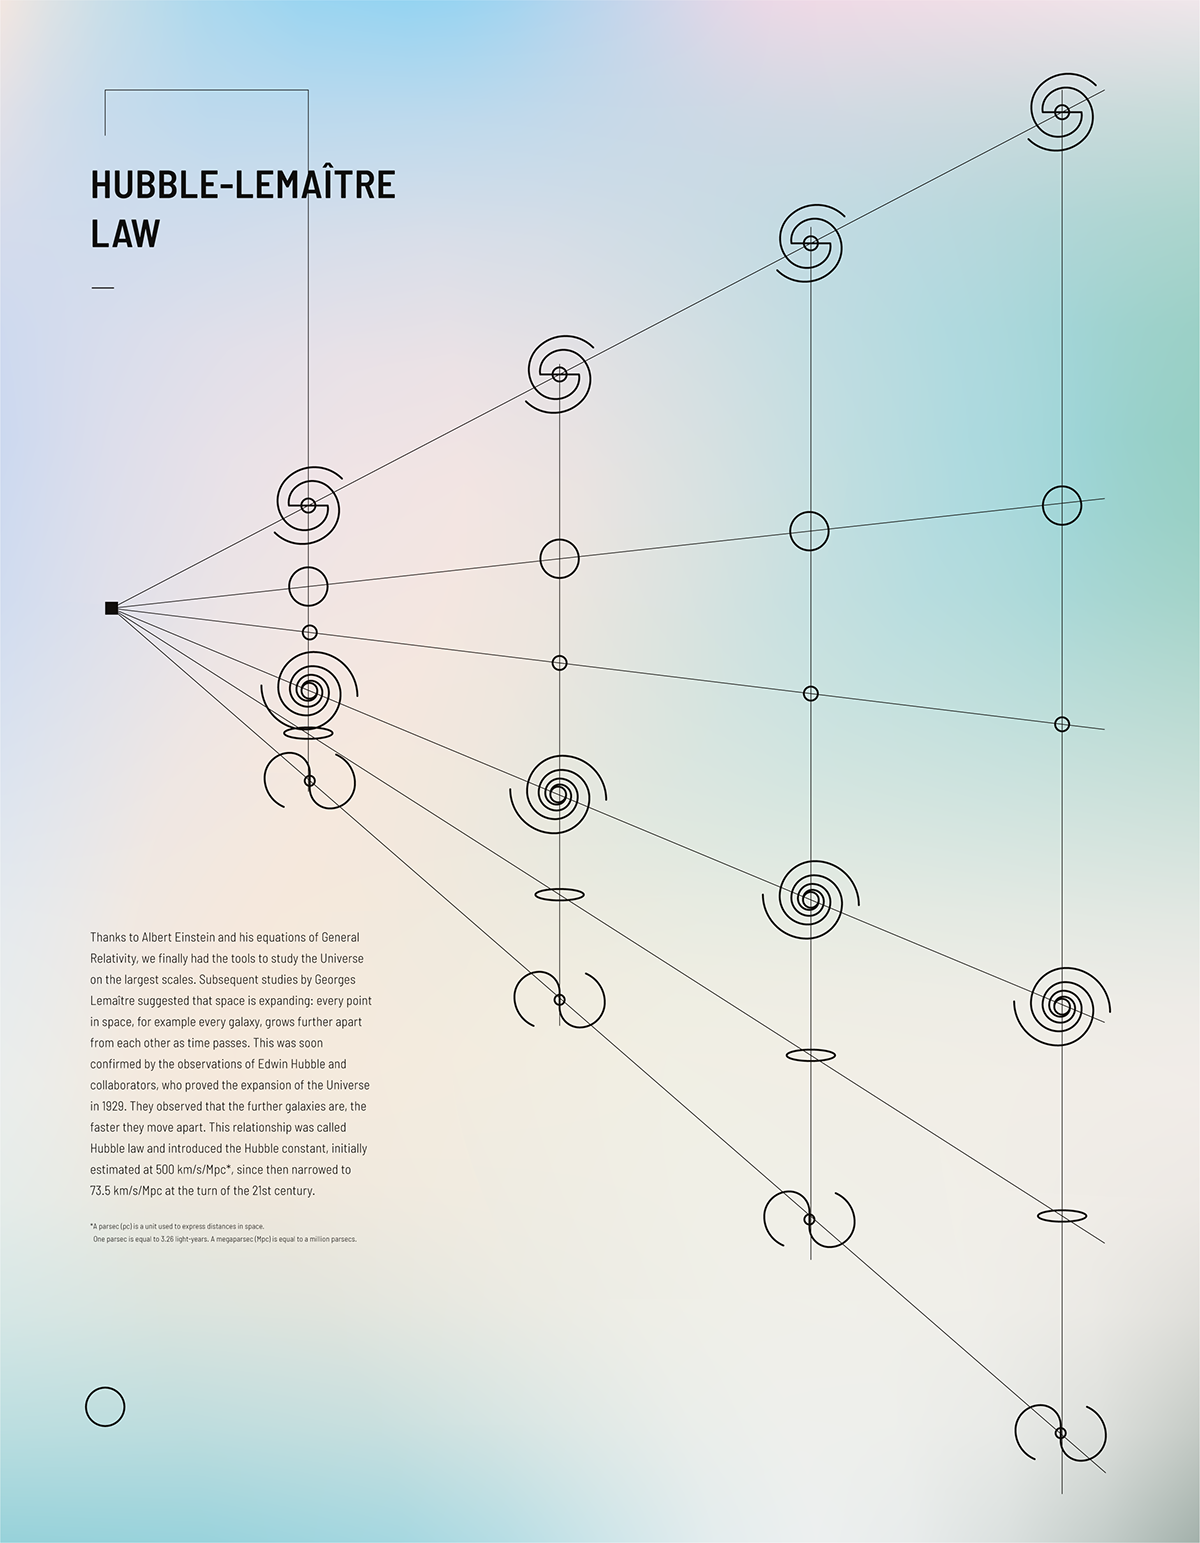 HUBBLE-LEMAÎTRE
LAW
Thanks to Albert Einstein and his equations of General
Relativity, we finally had the tools to study the Universe
on the largest scales. Subsequent studies by Georges
Lemaître suggested that space is expanding: every point
in space, for example every galaxy, grows further apart
from each other as time passes. This was soon
confirmed by the observations of Edwin Hubble and
collaborators, who proved the expansion of the Universe
in 1929. They observed that the further galaxies are, the
faster they move apart. This relationship was called
Hubble law and introduced the Hubble constant, initially
estimated at 500 km/s/Mpc*, since then narrowed to
73.5 km/s/Mpc at the turn of the 21st century.
*A parsec (pc) is a unit used to express distances in space.
One parsec is equal to 3.26 light-years. A megaparsec (Mpc) is equal to a million parsecs.